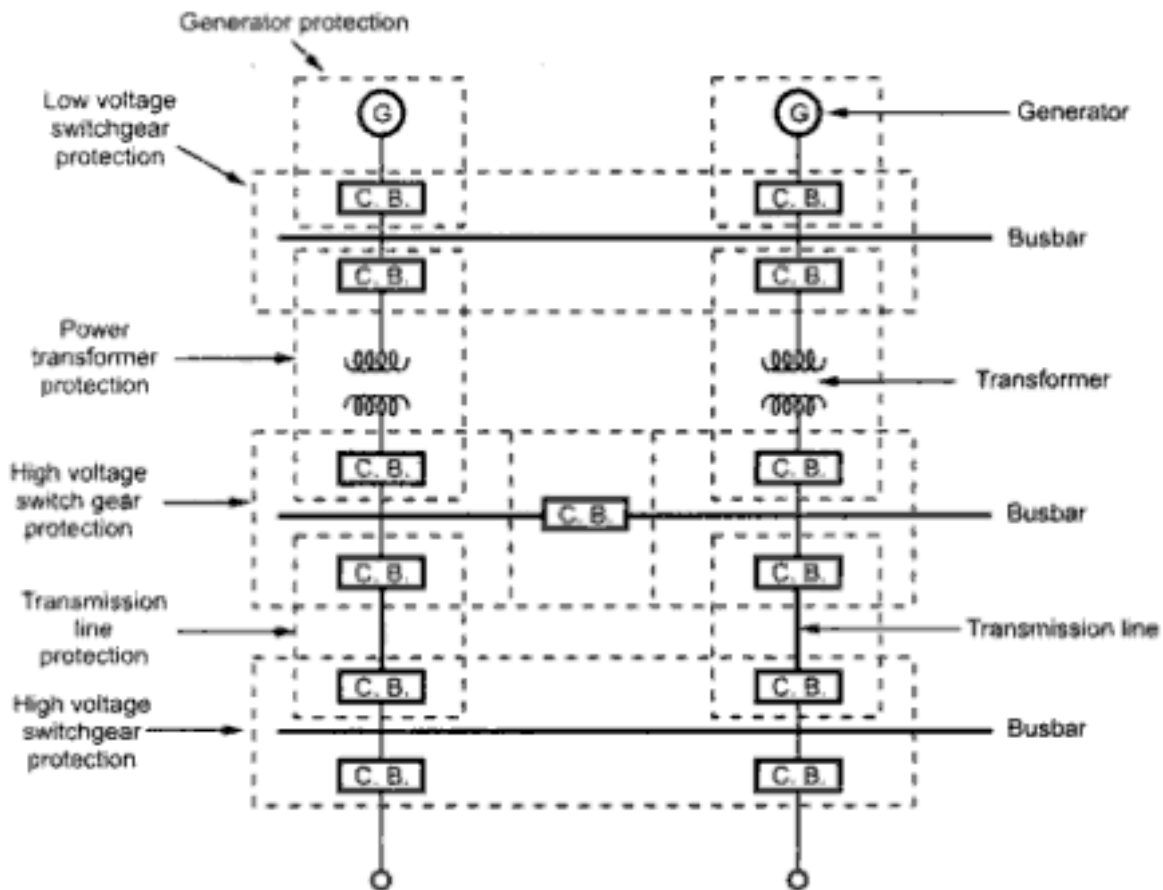 Generator protection
Low voltage
switchgear
protection
G
G
Generator
C. B.
C. B.
Busbar
C. B.
C. B.
Power
transformer
protection
Transformer
High voltage
switch gear
protection
C. B.
C. B.
C. B.
Busbar
C. B.
C. B.
Transmission
line
protection
Transmission line
High voltage
switchgear
protection
C. B.
C. B.
Busbar
C. B.
C. B.